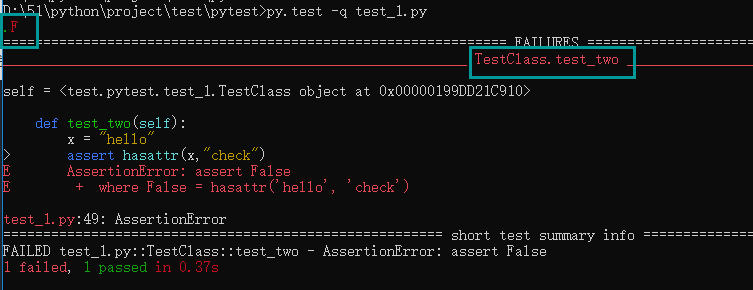 D:\51\python\project\test\pytest>py.test -q test_1.py
.F
================================================== FAILURES ==================================================
__________________________________________________ TestClass.test_two _
self = <test.pytest.test_1.TestClass object at 0x00000199DD21C910>
def test_two(self):
x = "hello"
> assert hasattr(x,"check")
E AssertionError: assert False
E + where False = hasattr('hello', 'check')
test_1.py:49: AssertionError
================================================== short test summary info ==============
FAILED test_1.py::TestClass::test_two - AssertionError: assert False
1 failed, 1 passed in 0.37s